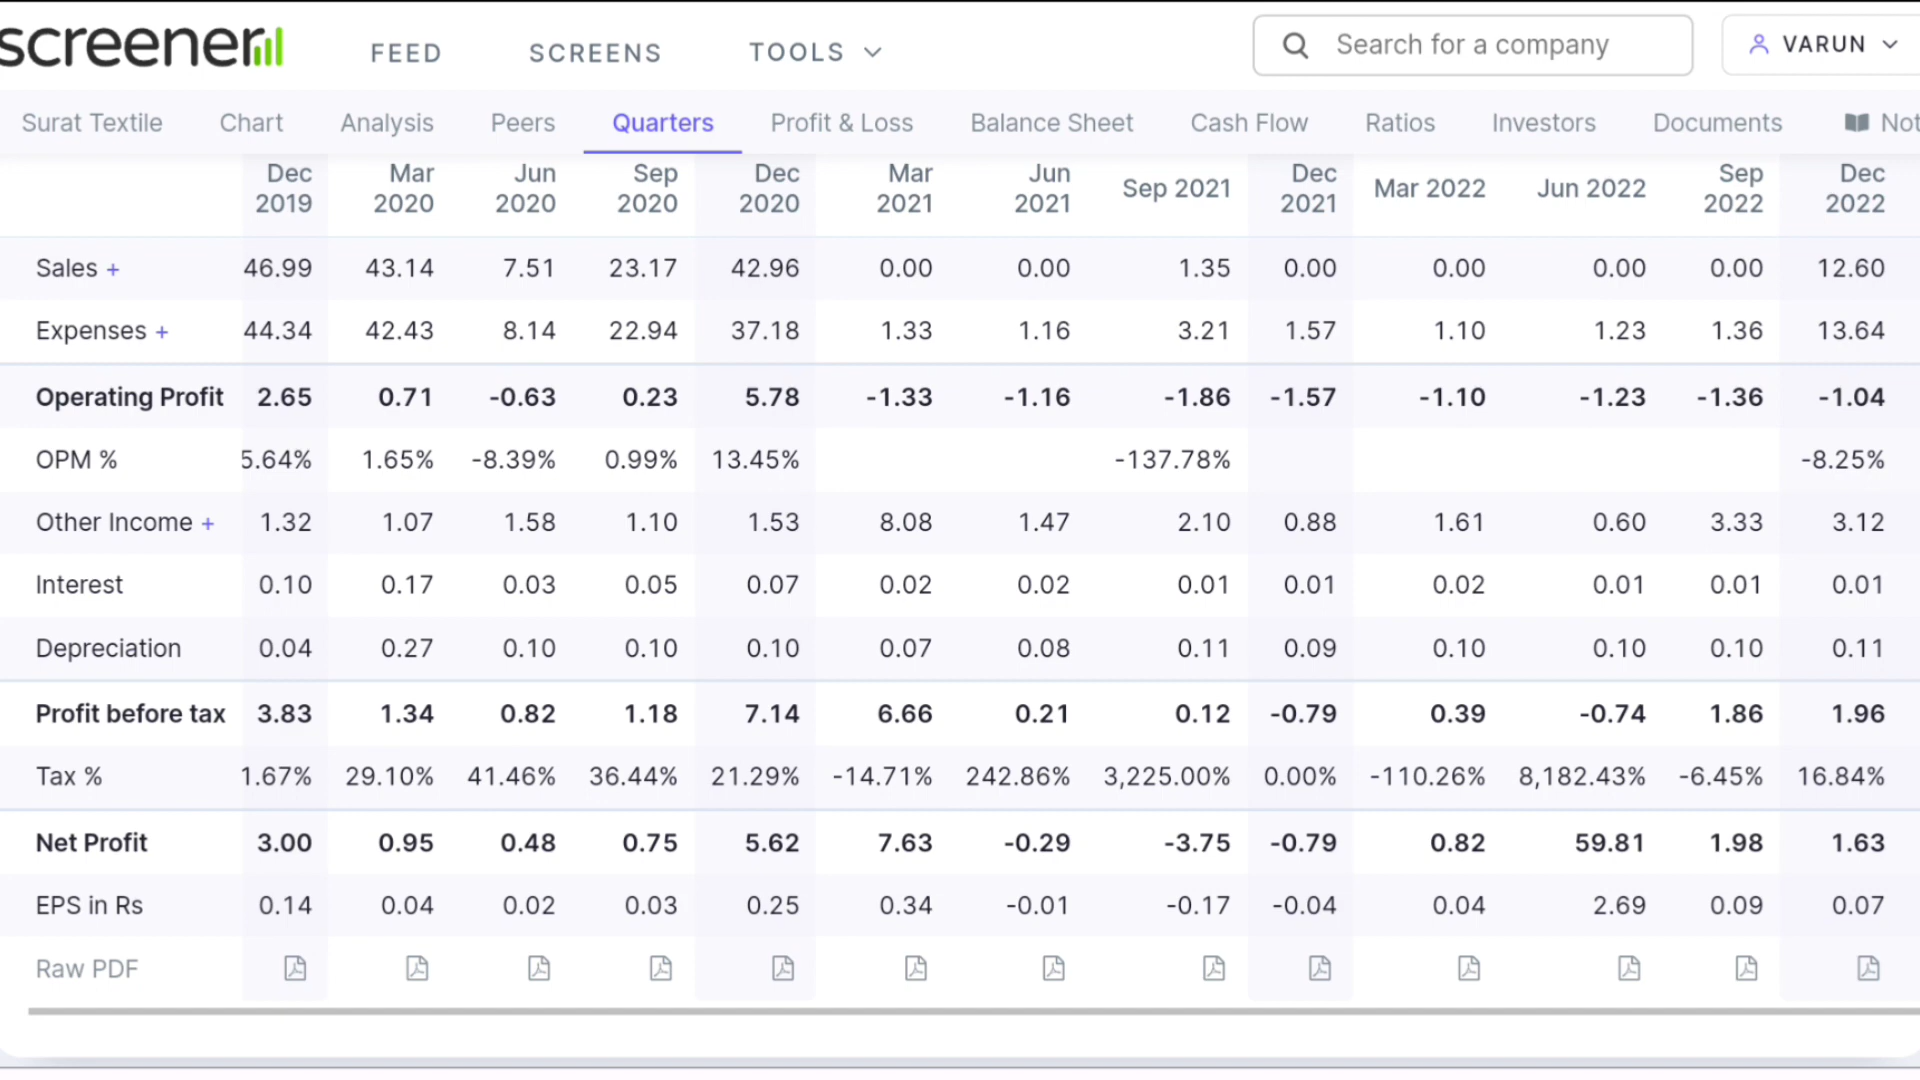 screener
FEED SCREENS TOOLS
Search for a company
VARUN
Surat Textile Chart Analysis Peers Quarters Profit & Loss Balance Sheet Cash Flow Ratios Investors Documents Not
Dec 2019 Mar 2020 Jun 2020 Sep 2020 Dec 2020 Mar 2021 Jun 2021 Sep 2021 Dec 2021 Mar 2022 Jun 2022 Sep 2022 Dec 2022
Sales + 46.99 43.14 7.51 23.17 42.96 0.00 0.00 1.35 0.00 0.00 0.00 0.00 12.60
Expenses + 44.34 42.43 8.14 22.94 37.18 1.33 1.16 3.21 1.57 1.10 1.23 1.36 13.64
Operating Profit 2.65 0.71 -0.63 0.23 5.78 -1.33 -1.16 -1.86 -1.57 -1.10 -1.23 -1.36 -1.04
OPM % 5.64% 1.65% -8.39% 0.99% 13.45% -137.78% -8.25%
Other Income + 1.32 1.07 1.58 1.10 1.53 8.08 1.47 2.10 0.88 1.61 0.60 3.33 3.12
Interest 0.10 0.17 0.03 0.05 0.07 0.02 0.02 0.01 0.01 0.02 0.01 0.01 0.01
Depreciation 0.04 0.27 0.10 0.10 0.10 0.07 0.08 0.11 0.09 0.10 0.10 0.10 0.11
Profit before tax 3.83 1.34 0.82 1.18 7.14 6.66 0.21 0.12 -0.79 0.39 -0.74 1.86 1.96
Tax % 1.67% 29.10% 41.46% 36.44% 21.29% -14.71% 242.86% 3,225.00% 0.00% -110.26% 8,182.43% -6.45% 16.84%
Net Profit 3.00 0.95 0.48 0.75 5.62 7.63 -0.29 -3.75 -0.79 0.82 59.81 1.98 1.63
EPS in Rs 0.14 0.04 0.02 0.03 0.25 0.34 -0.01 -0.17 -0.04 0.04 2.69 0.09 0.07
Raw PDF